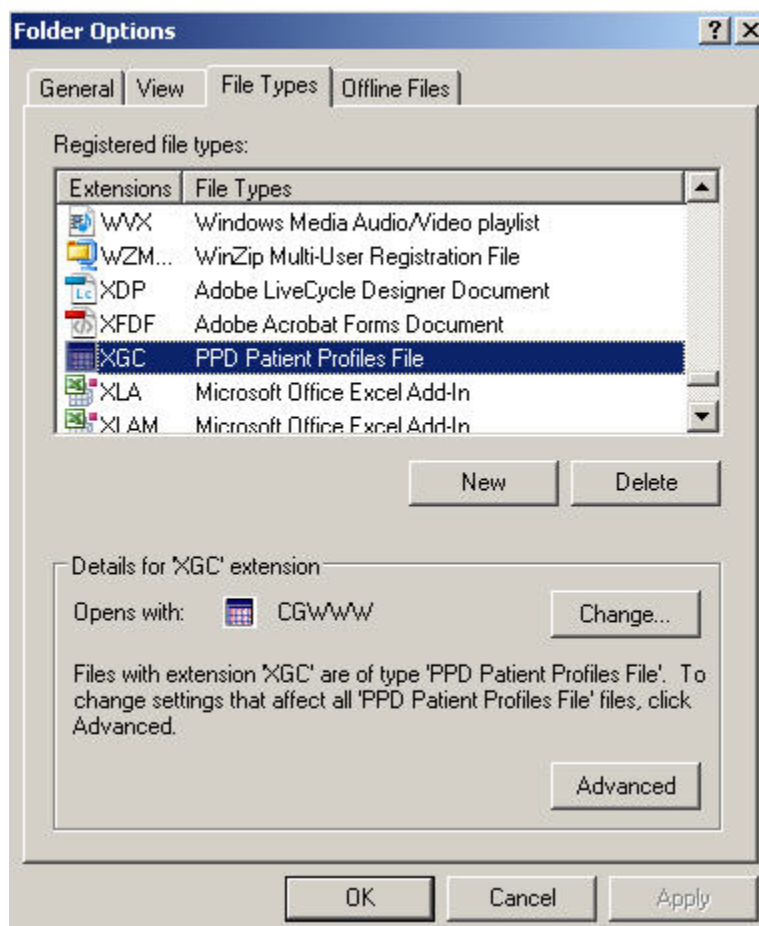 Folder Options
General View File Types Offline Files
Registered file types:
Extensions File Types
WVX Windows Media Audio/Video playlist
WZM... WinZip Multi-User Registration File
XDP Adobe LiveCycle Designer Document
XFDF Adobe Acrobat Forms Document
XGC PPD Patient Profiles File
XLA Microsoft Office Excel Add-In
XLAM Microsoft Office Excel Add-In
New Delete
Details for 'XGC' extension
Opens with: CGWWW Change...
Files with extension 'XGC' are of type 'PPD Patient Profiles File'. To
change settings that affect all 'PPD Patient Profiles File' files, click
Advanced.
Advanced
OK Cancel Apply